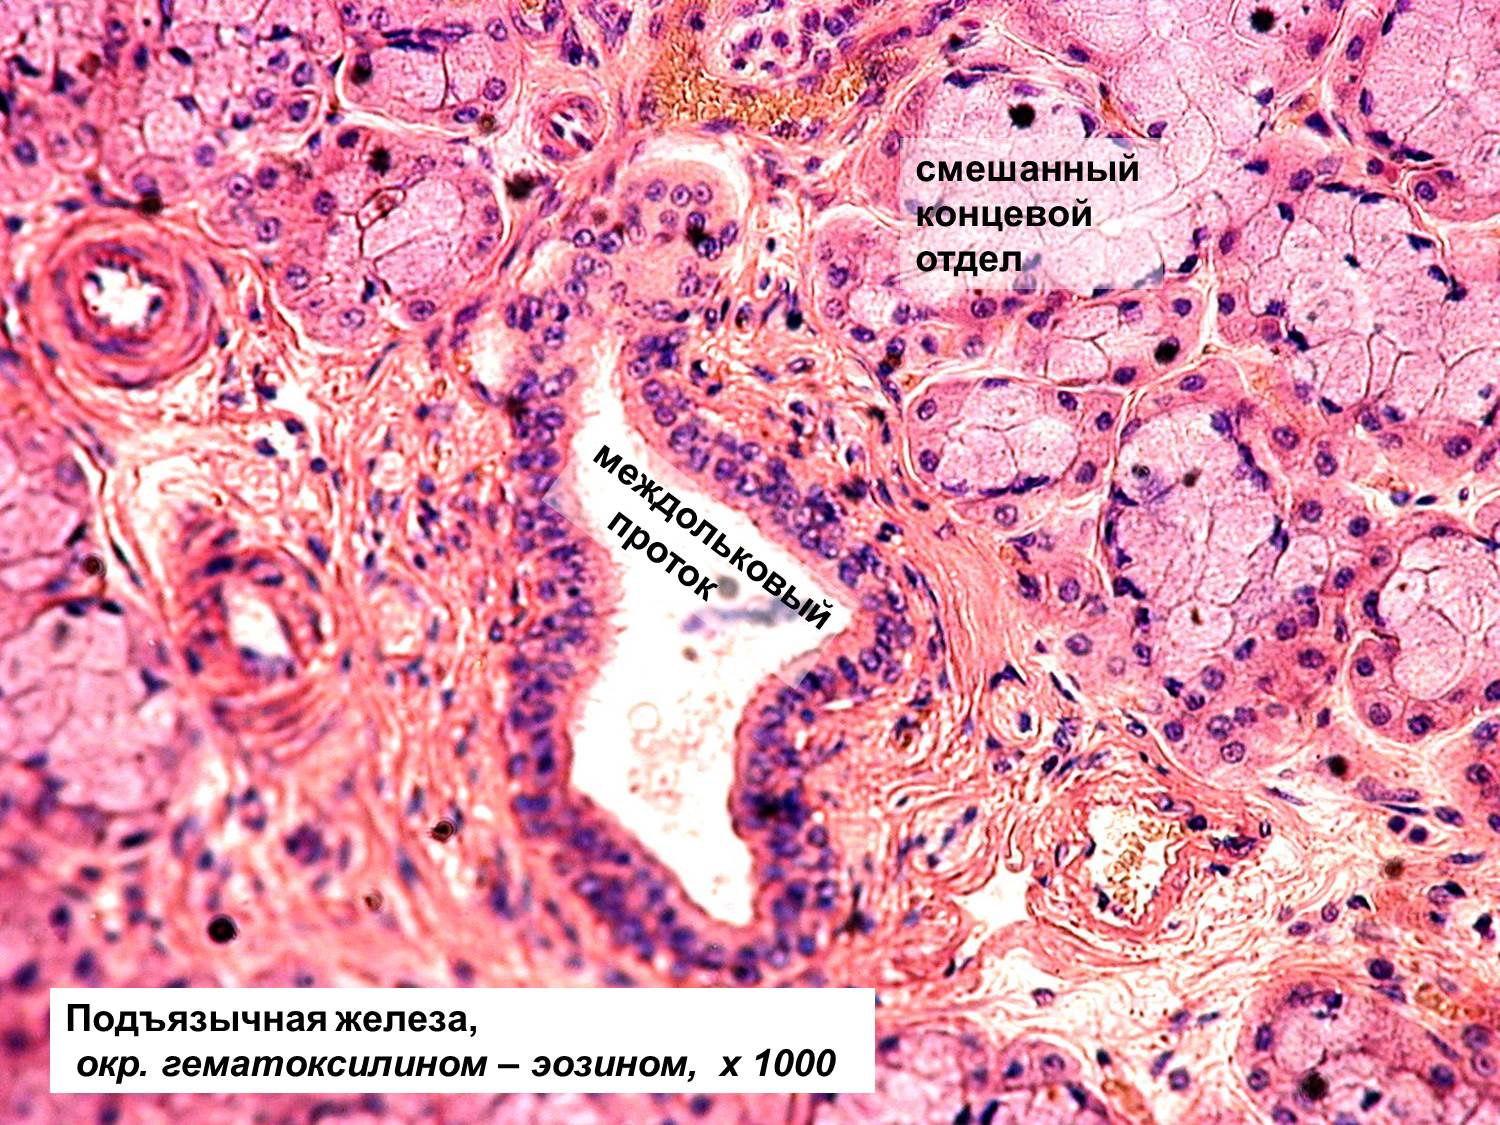 смешанный
концевой
отдел
междольковый
проток
Подъязычная железа,
окр. гематоксилином – эозином, х 1000